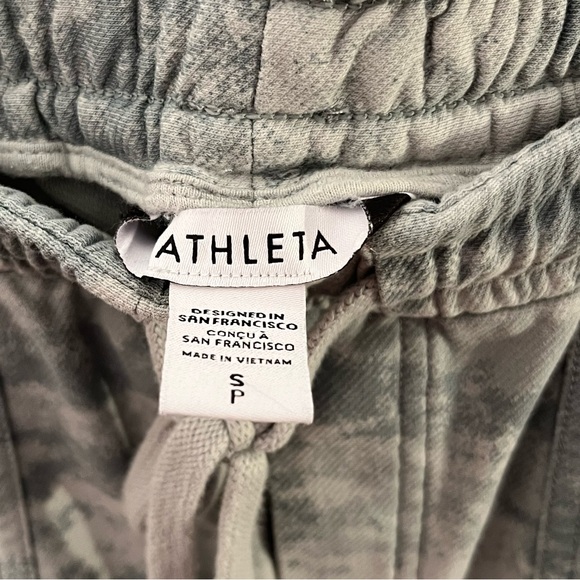 ATHLETA
DESIGNED IN
SAN FRANCISCO
CONÇU À
SAN FRANCISCO
MADE IN VIETNAM
S
P